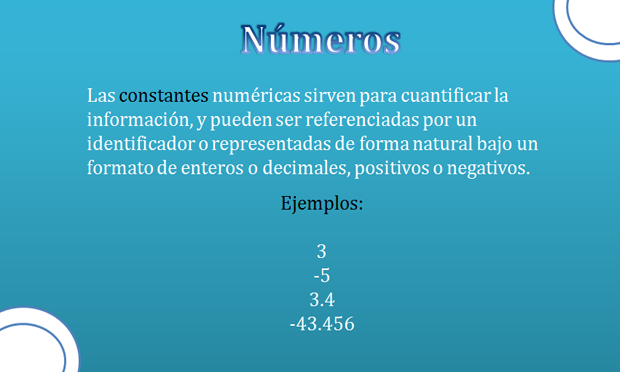 Números
Las constantes numéricas sirven para cuantificar la
información, y pueden ser referenciadas por un
identificador o representadas de forma natural bajo un
formato de enteros o decimales, positivos o negativos.
Ejemplos:
3
-5
3.4
-43.456